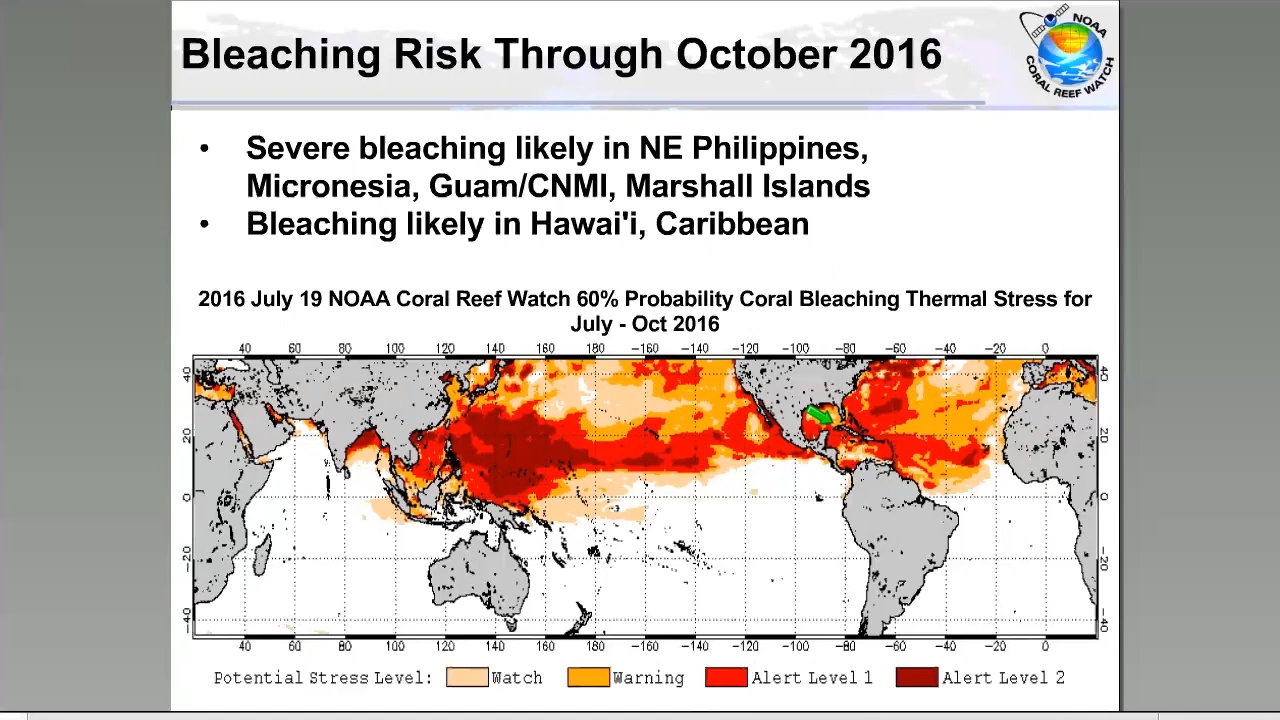 Bleaching Risk Through October 2016
NOAA
CORAL REEF WATCH
• Severe bleaching likely in NE Philippines,
Micronesia, Guam/CNMI, Marshall Islands
• Bleaching likely in Hawai'i, Caribbean
2016 July 19 NOAA Coral Reef Watch 60% Probability Coral Bleaching Thermal Stress for
July - Oct 2016
40 60 80 100 120 140 160 180 -160 -140 -120 -100 -80 -60 -40 -20 0
40 40
20 20
0 0
-20 -20
-40 -40
40 60 80 100 120 140 160 180 -160 -140 -120 -100 -80 -60 -40 -20 0
Potential Stress Level: Watch Warning Alert Level 1 Alert Level 2